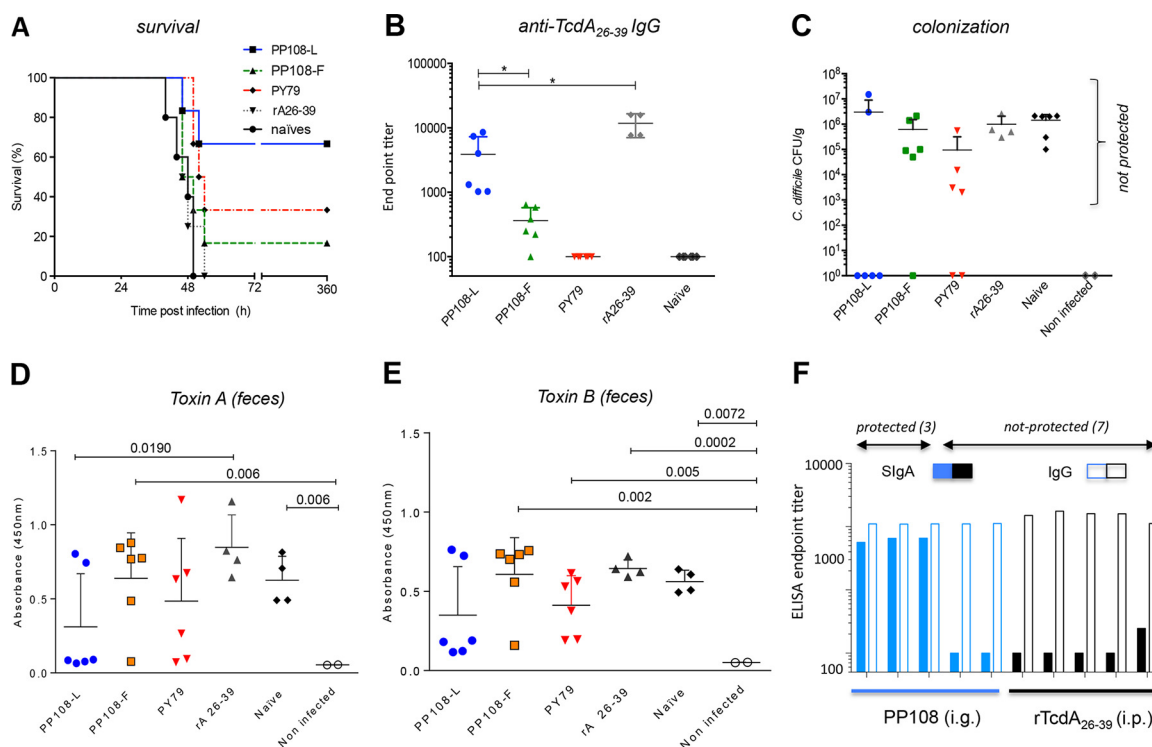 A
survival
PP108-L
PP108-F
PY79
rA26-39
naïves
Survival (%)
100
80
60
40
20
0
0 24 48 72 360
Time post infection (h)
B
anti-TcdA26-39 IgG
*
*
End point titer
100000
10000
1000
100
PP108-L PP108-F PY79 rA26-39 Naïve
C
colonization
C. difficile CFU/g
10⁸
10⁷
10⁶
10⁵
10⁴
10³
10²
10¹
10⁰
not protected
PP108-L PP108-F PY79 rA26-39 Naive Non infected
D
Toxin A (feces)
0.0190
0.006
0.006
Absorbance (450nm)
1.5
1.0
0.5
0.0
PP108-L PP108-F PY79 rA 26-39 Naïve Non infected
E
Toxin B (feces)
0.0072
0.0002
0.005
0.002
Absorbance (450nm)
1.5
1.0
0.5
0.0
PP108-L PP108-F PY79 rA 26-39 Naïve Non infected
F
protected (3) not-protected (7)
SIgA IgG
ELISA endpoint titer
10000
1000
100
PP108 (i.g.) rTcdA26-39 (i.p.)